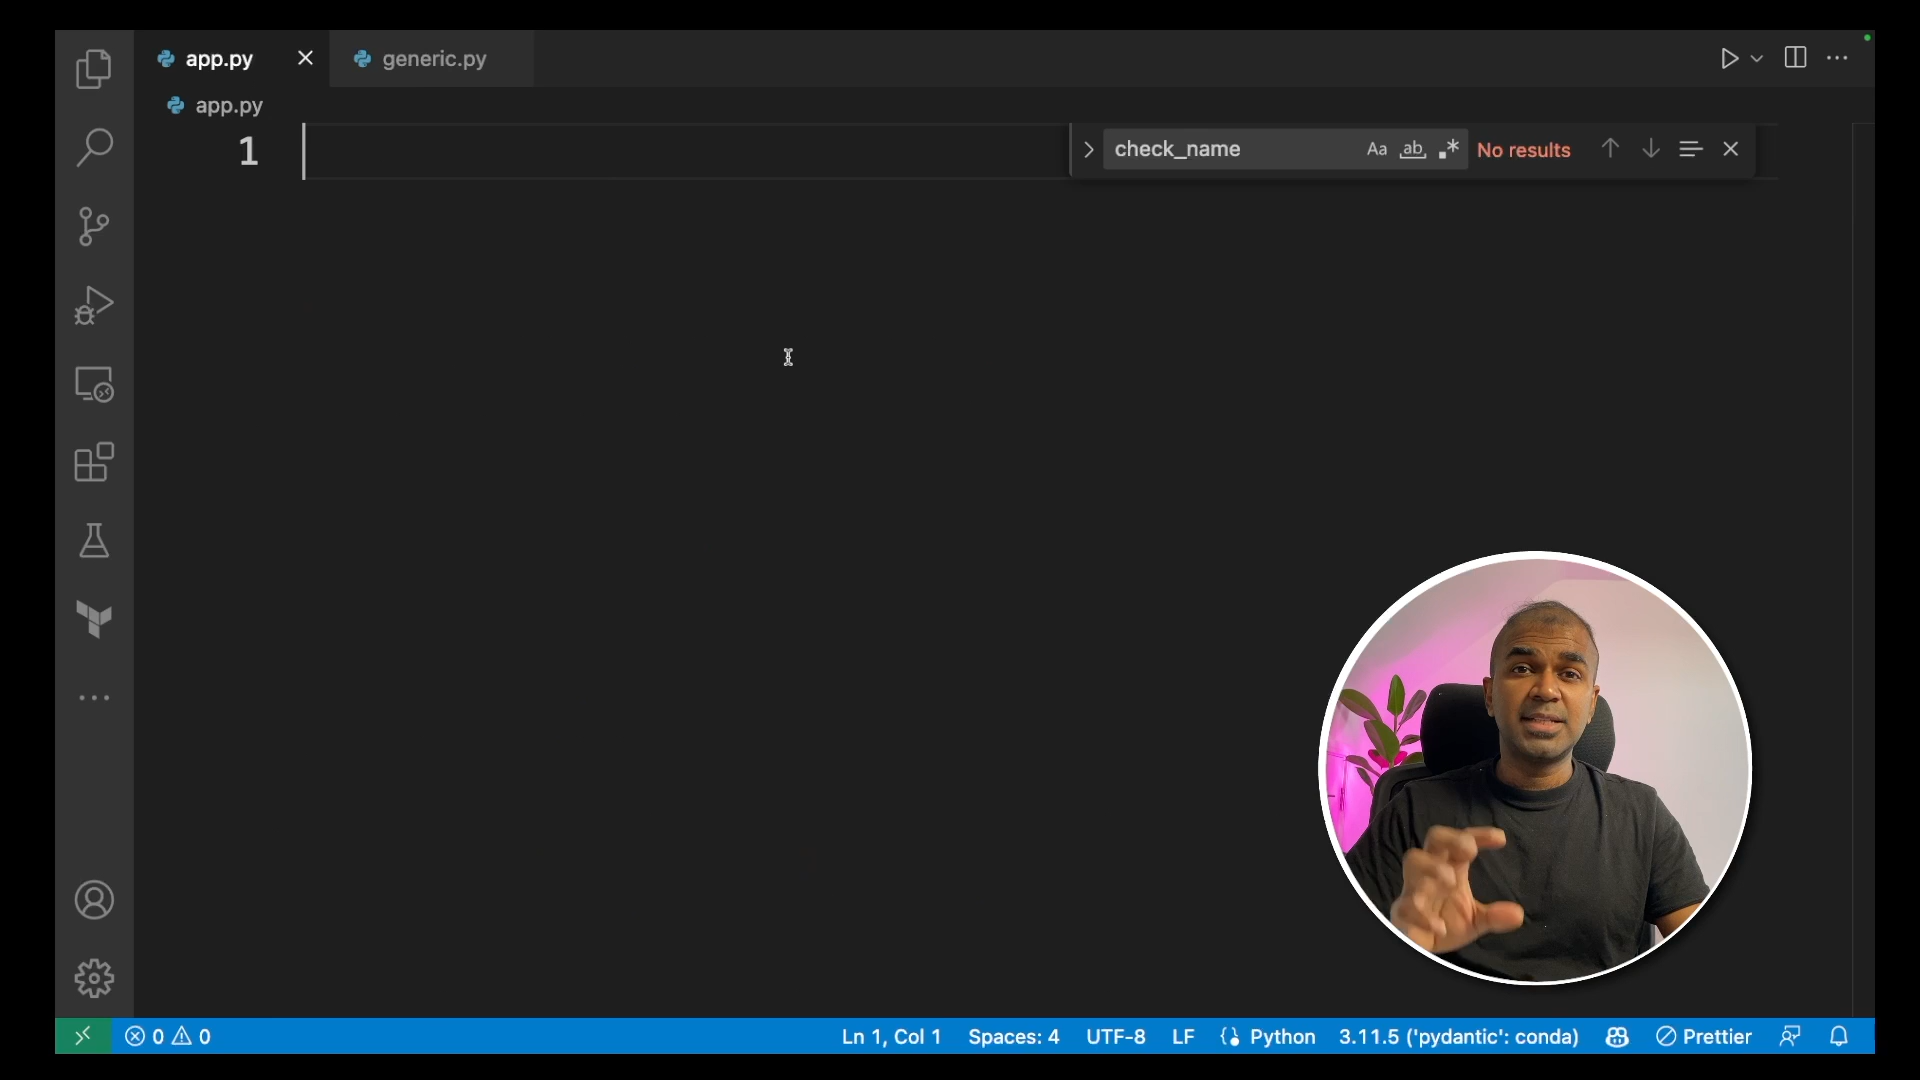 app.py
generic.py
app.py
1
check_name
Aa
ab
No results
0
0
Ln 1, Col 1
Spaces: 4
UTF-8
LF
Python
3.11.5 ('pydantic': conda)
Prettier